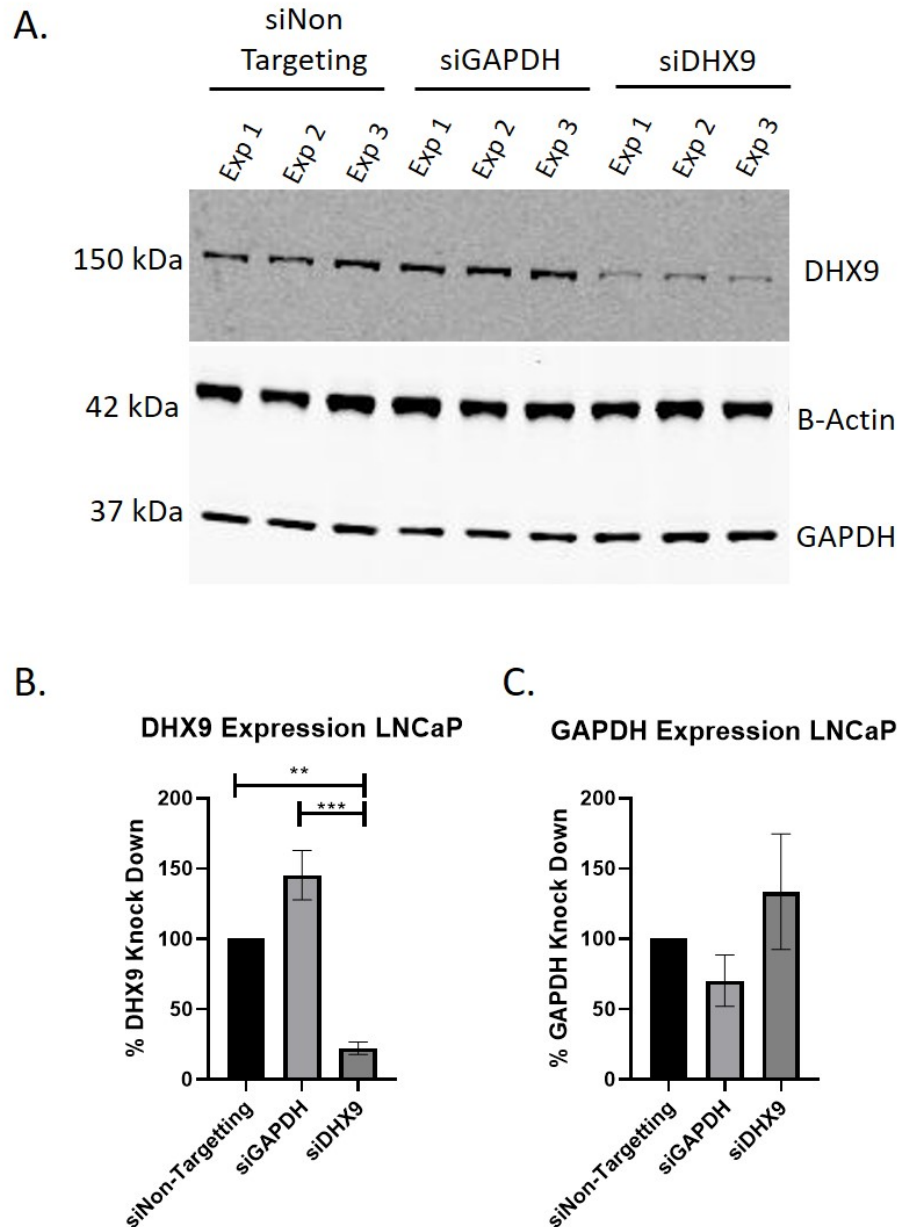 A.
siNon
Targeting
siGAPDH
siDHX9
Exp 1
Exp 2
Exp 3
Exp 1
Exp 2
Exp 3
Exp 1
Exp 2
Exp 3
150 kDa
DHX9
42 kDa
B-Actin
37 kDa
GAPDH
B.
DHX9 Expression LNCaP
**
***
% DHX9 Knock Down
200
150
100
50
0
siNon-Targetting
siGAPDH
siDHX9
C.
GAPDH Expression LNCaP
% GAPDH Knock Down
200
150
100
50
0
siNon-Targetting
siGAPDH
siDHX9